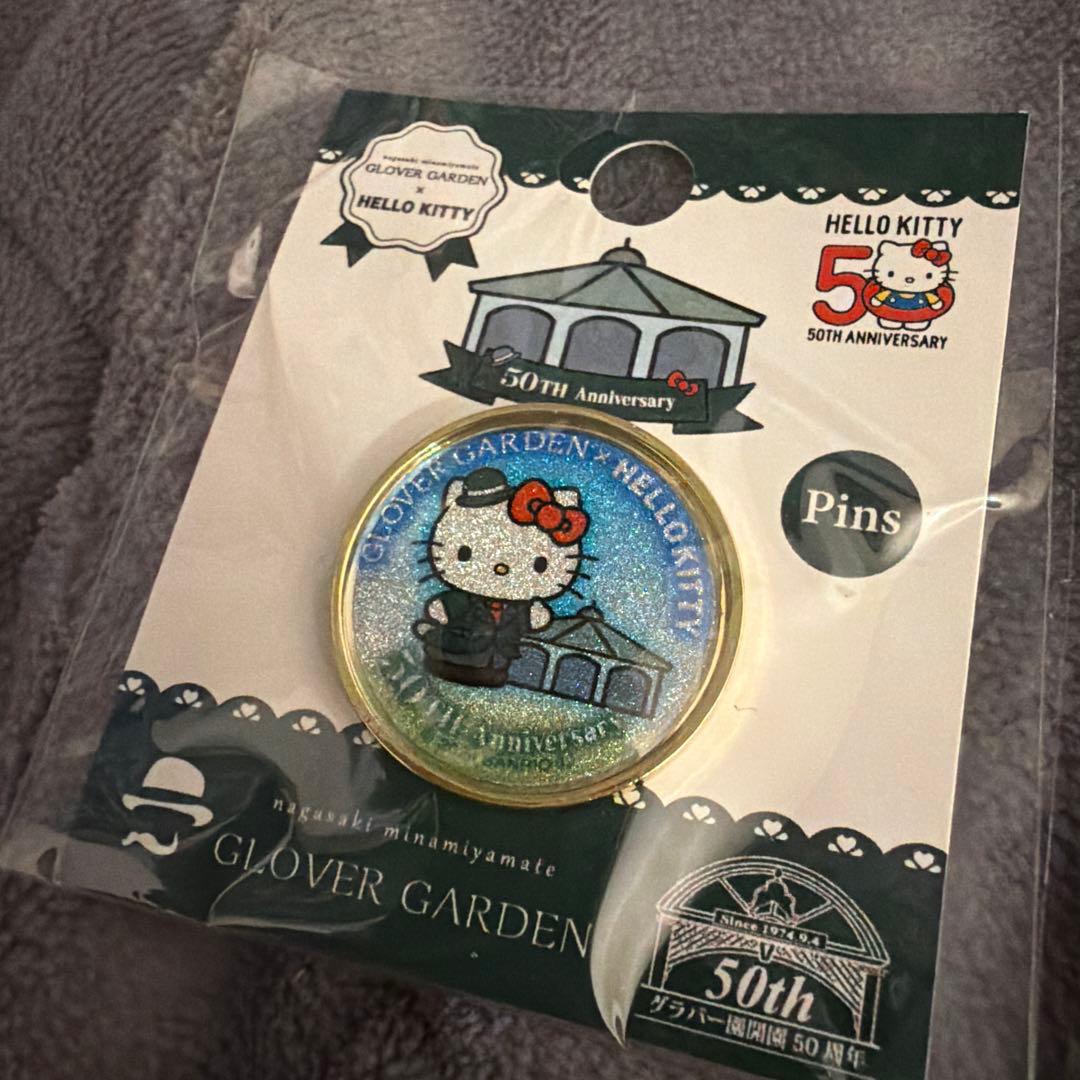 nagasaki minamiyamate
GLOVER GARDEN
×
HELLO KITTY
HELLO KITTY
50
50TH ANNIVERSARY
50TH Anniversary
Pins
GLOVER GARDEN × HELLO KITTY
50TH Anniversary
SANRIO
nagasaki minamiyamate
GLOVER GARDEN
Since 1974.9.4
50th
グラバー園開園50周年